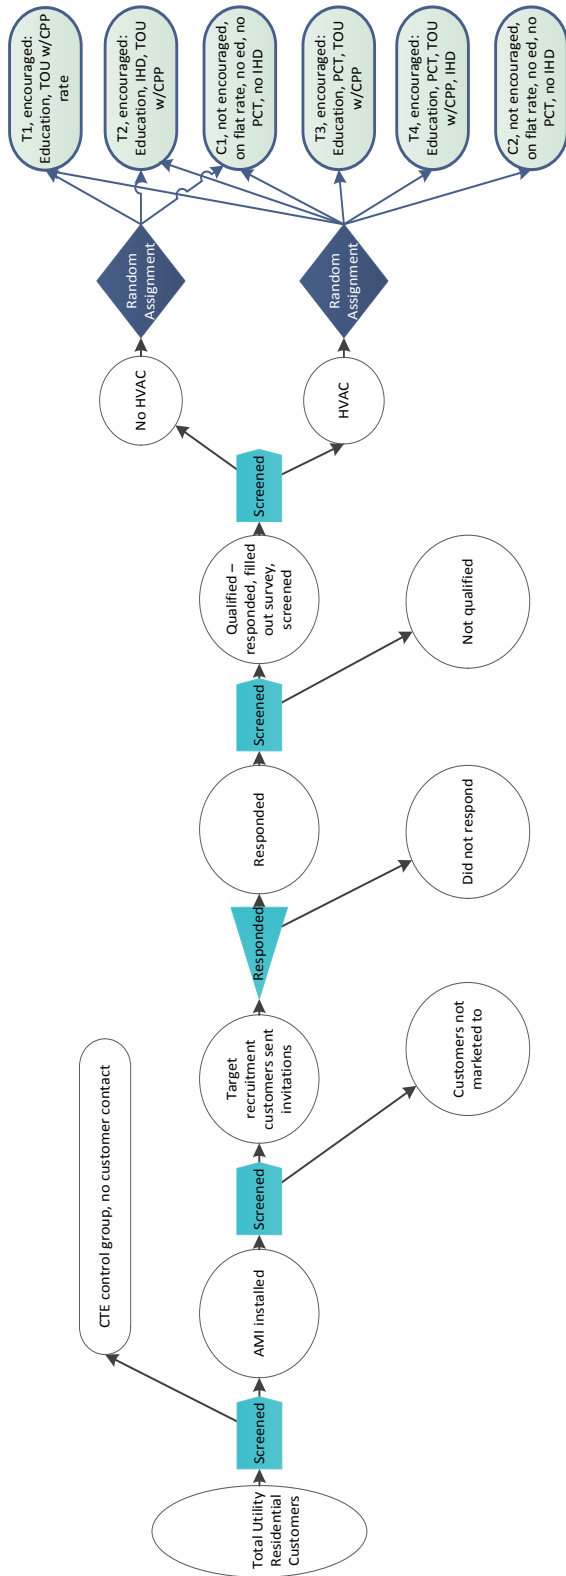 Total Utility
Residential
Customers
Screened
CTE control group, no customer contact
AMI installed
Screened
Customers not
marketed to
Target
recruitment
customers sent
invitations
Responded
Did not respond
Responded
Screened
Not qualified
Qualified –
responded, filled
out survey,
screened
Screened
No HVAC
HVAC
Random
Assignment
Random
Assignment
T1, encouraged:
Education, TOU w/CPP
rate
T2, encouraged:
Education, IHD, TOU
w/CPP
C1, not encouraged,
on flat rate, no ed, no
PCT, no IHD
T3, encouraged:
Education, PCT, TOU
w/CPP
T4, encouraged:
Education, PCT, TOU
w/CPP, IHD
C2, not encouraged,
on flat rate, no ed, no
PCT, no IHD